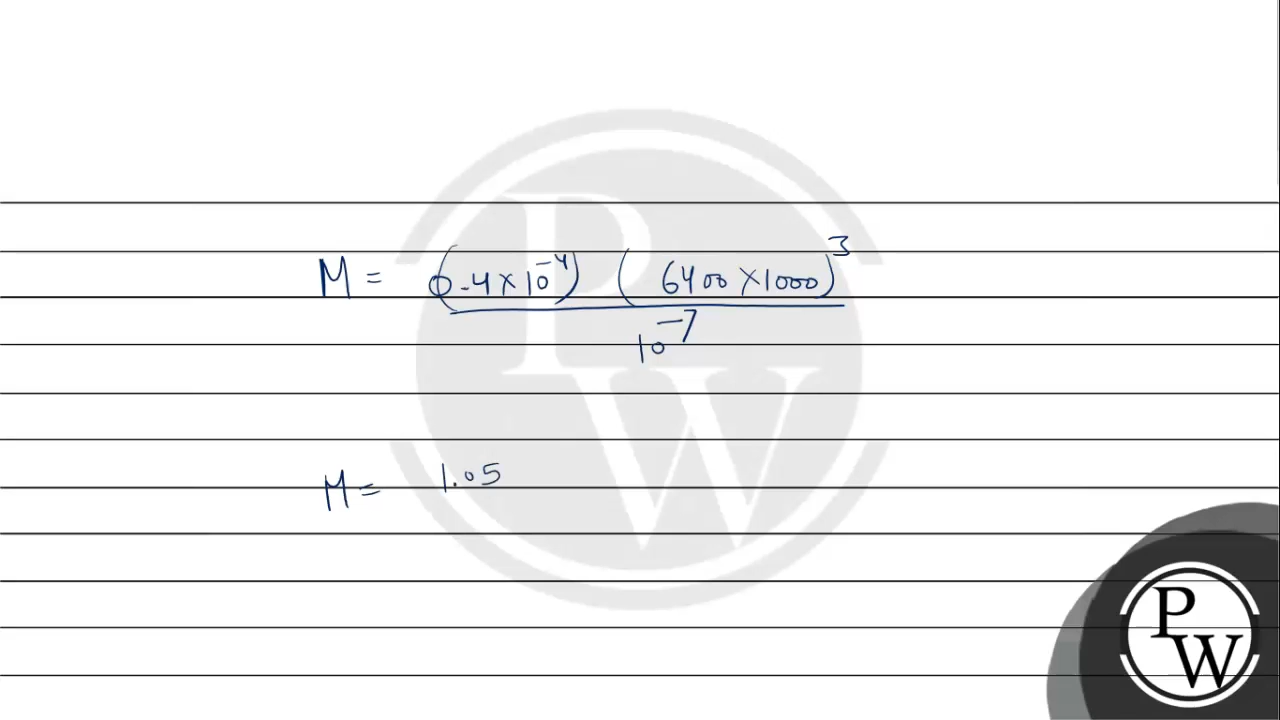 M = (0.4 × 10⁻⁴) (6400 × 1000)³
10⁻⁷
M = 1.05
P
W
P
W